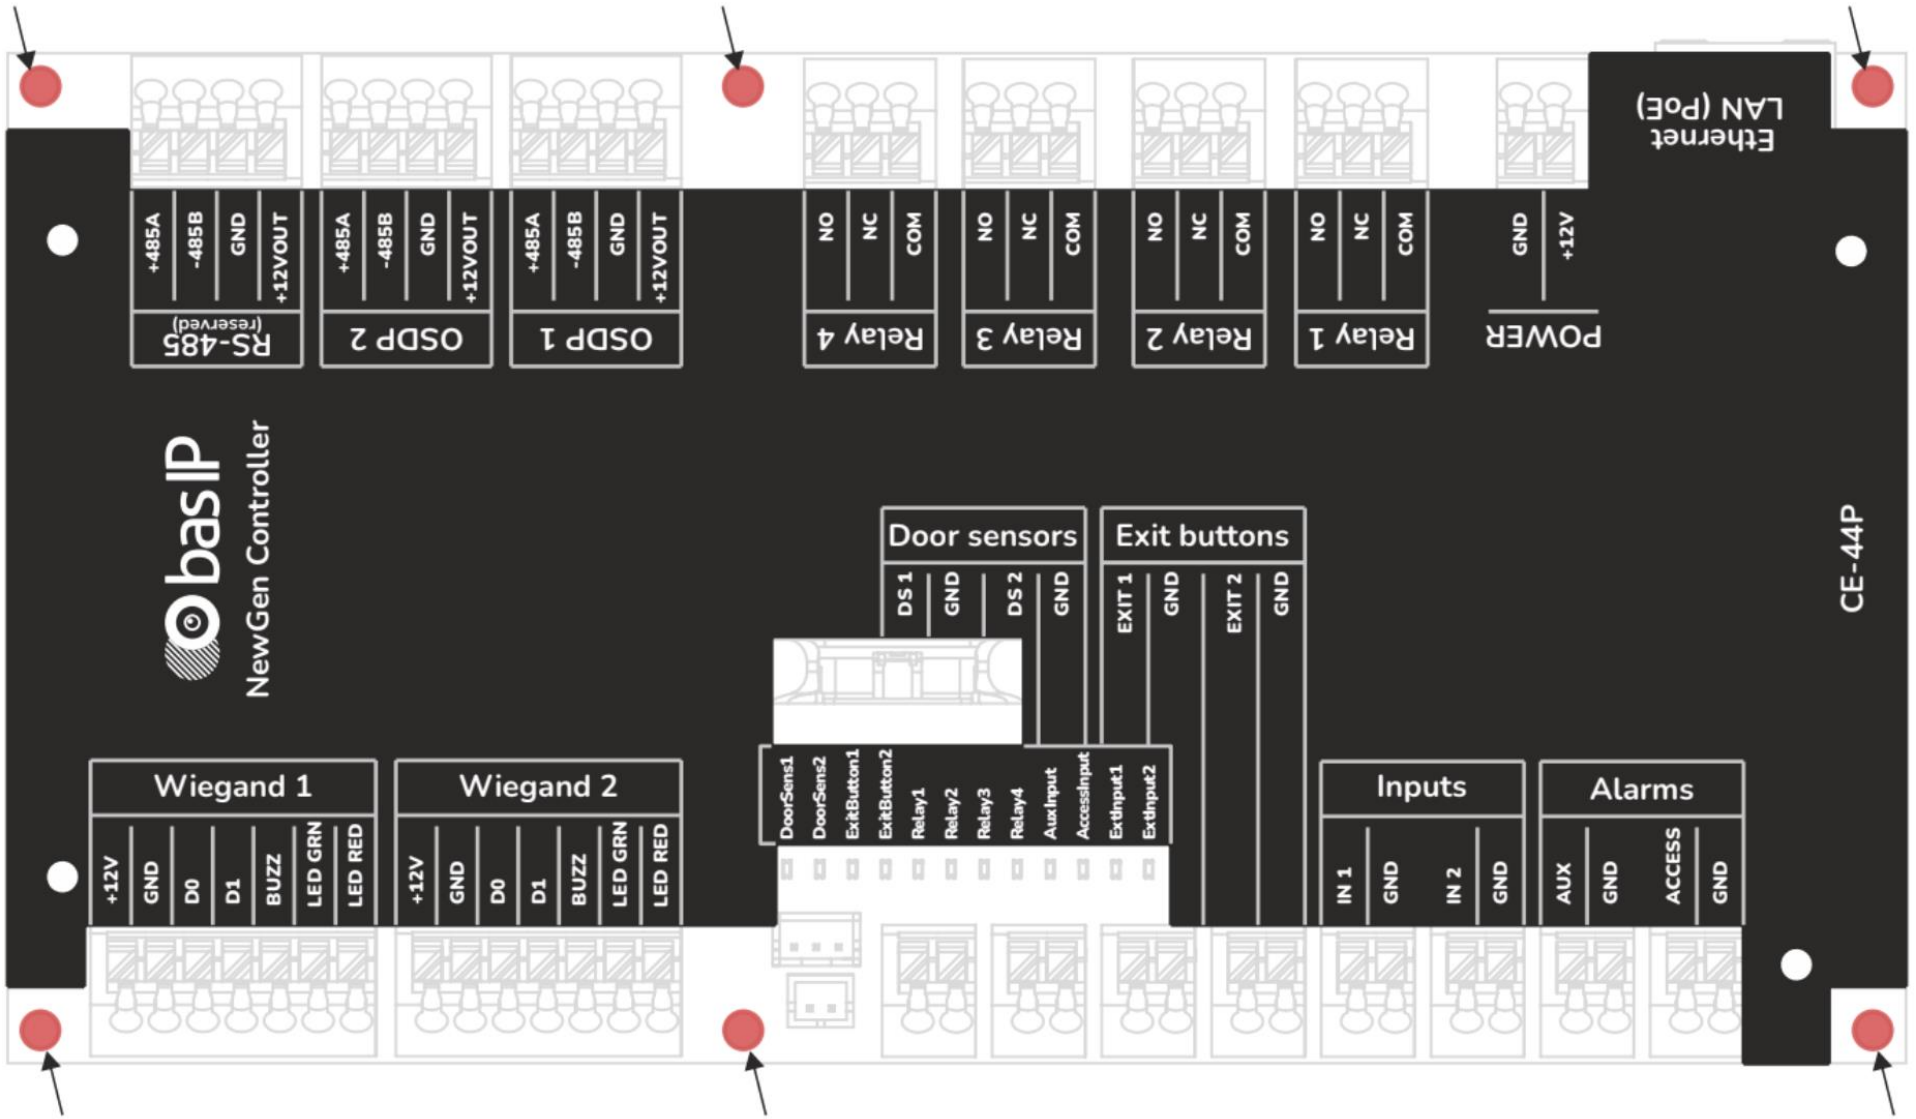 Ethernet
LAN (PoE)
+485A
-485B
GND
+12VOUT
RS-485
(reserved)
+485A
-485B
GND
+12VOUT
OSDP 2
+485A
-485B
GND
+12VOUT
OSDP 1
NO
NC
COM
Relay 4
NO
NC
COM
Relay 3
NO
NC
COM
Relay 2
NO
NC
COM
Relay 1
GND
+12V
POWER
basIP
NewGen Controller
CE-44P
Door sensors
DS 1
GND
DS 2
GND
Exit buttons
EXIT 1
GND
EXIT 2
GND
Wiegand 1
+12V
GND
D0
D1
BUZZ
LED GRN
LED RED
Wiegand 2
+12V
GND
D0
D1
BUZZ
LED GRN
LED RED
DoorSens1
DoorSens2
ExitButton1
ExitButton2
Relay1
Relay2
Relay3
Relay4
AuxInput
AccessInput
ExtInput1
ExtInput2
Inputs
IN 1
GND
IN 2
GND
Alarms
AUX
GND
ACCESS
GND